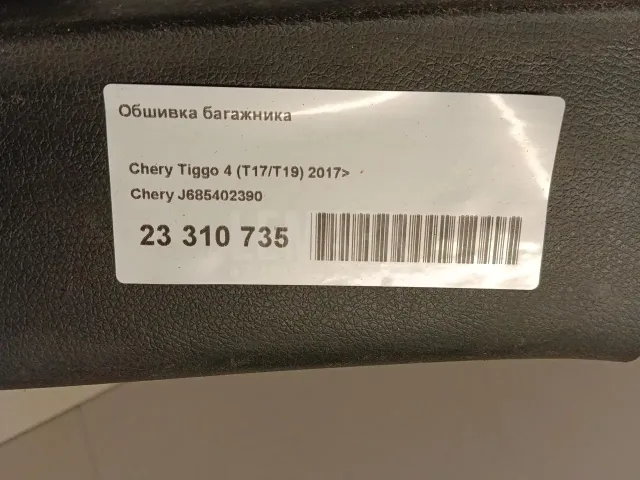 Обшивка багажника
Chery Tiggo 4 (T17/T19) 2017>
Chery J685402390
23 310 735